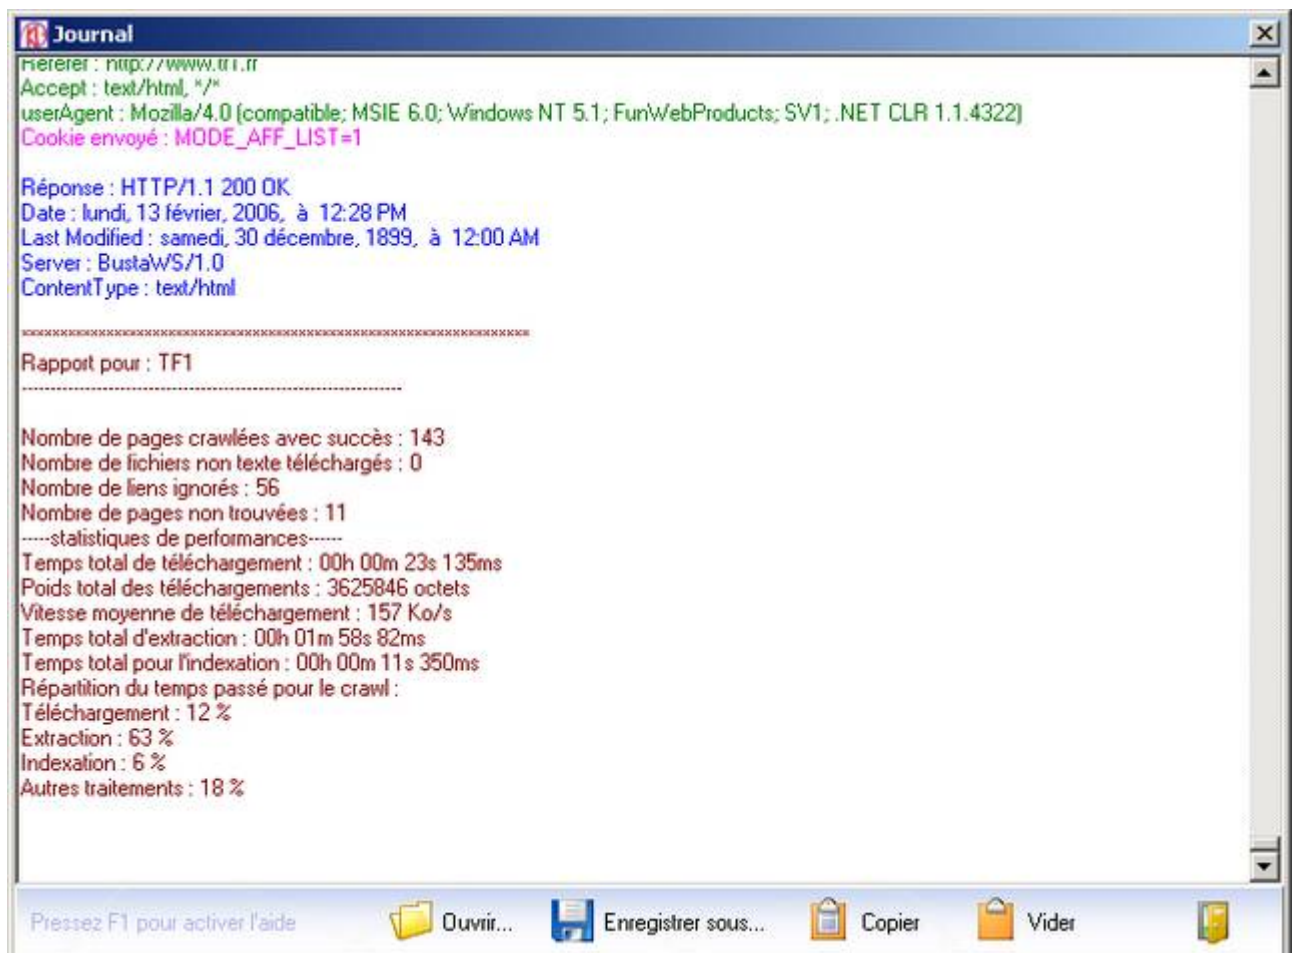 Journal
Referer : http://www.tf1.fr
Accept : text/html, */*
userAgent : Mozilla/4.0 (compatible; MSIE 6.0; Windows NT 5.1; FunWebProducts; SV1; .NET CLR 1.1.4322)
Cookie envoyé : MODE_AFF_LIST=1
Réponse : HTTP/1.1 200 OK
Date : lundi, 13 février, 2006,  à  12:28 PM
Last Modified : samedi, 30 décembre, 1899,  à  12:00 AM
Server : BustaWS/1.0
ContentType : text/html
Rapport pour : TF1
Nombre de pages crawlées avec succès : 143
Nombre de fichiers non texte téléchargés : 0
Nombre de liens ignorés : 56
Nombre de pages non trouvées : 11
-----statistiques de performances------
Temps total de téléchargement : 00h 00m 23s 135ms
Poids total des téléchargements : 3625846 octets
Vitesse moyenne de téléchargement : 157 Ko/s
Temps total d'extraction : 00h 01m 58s 82ms
Temps total pour l'indexation : 00h 00m 11s 350ms
Répartition du temps passé pour le crawl :
Téléchargement : 12 %
Extraction : 63 %
Indexation : 6 %
Autres traitements : 18 %
Pressez F1 pour activer l'aide Ouvrir... Enregistrer sous... Copier Vider